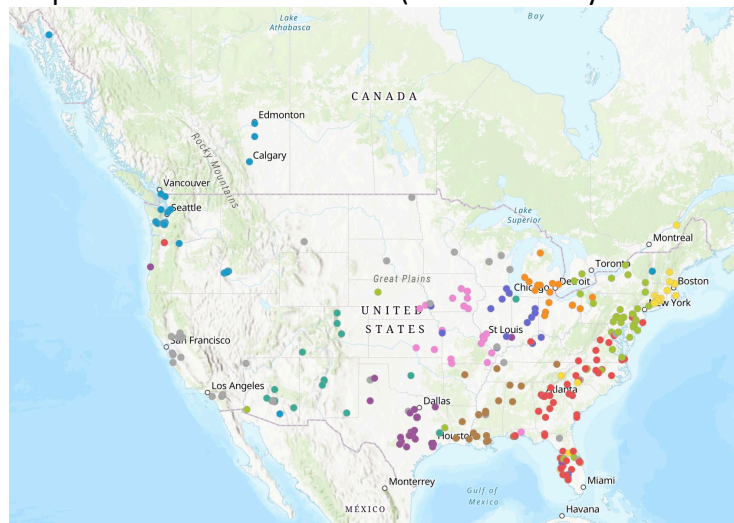 Lake
Athabasca
Bay
CANADA
Edmonton
Calgary
Rocky Mountains
Vancouver
Seattle
Lake
Superior
Montreal
Toronto
Great Plains
Chicago
Detroit
Boston
New York
UNITED
STATES
St Louis
San Francisco
Los Angeles
Atlanta
Dallas
Houston
Monterrey
Gulf of
Mexico
Miami
MÉXICO
Havana